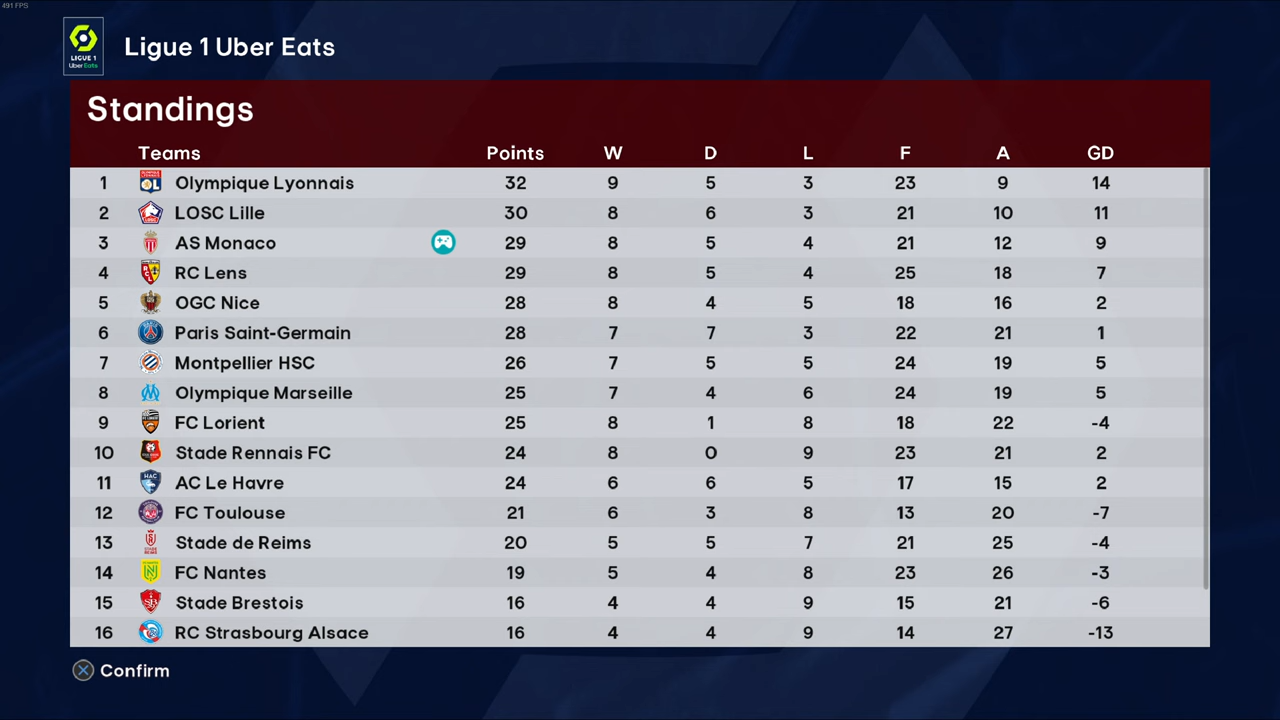 491 FPS
LIGUE 1
Uber Eats
Ligue 1 Uber Eats
Standings
Teams Points W D L F A GD
1 Olympique Lyonnais 32 9 5 3 23 9 14
2 LOSC Lille 30 8 6 3 21 10 11
3 AS Monaco 29 8 5 4 21 12 9
4 RC Lens 29 8 5 4 25 18 7
5 OGC Nice 28 8 4 5 18 16 2
6 Paris Saint-Germain 28 7 7 3 22 21 1
7 Montpellier HSC 26 7 5 5 24 19 5
8 Olympique Marseille 25 7 4 6 24 19 5
9 FC Lorient 25 8 1 8 18 22 -4
10 Stade Rennais FC 24 8 0 9 23 21 2
11 AC Le Havre 24 6 6 5 17 15 2
12 FC Toulouse 21 6 3 8 13 20 -7
13 Stade de Reims 20 5 5 7 21 25 -4
14 FC Nantes 19 5 4 8 23 26 -3
15 Stade Brestois 16 4 4 9 15 21 -6
16 RC Strasbourg Alsace 16 4 4 9 14 27 -13
Confirm